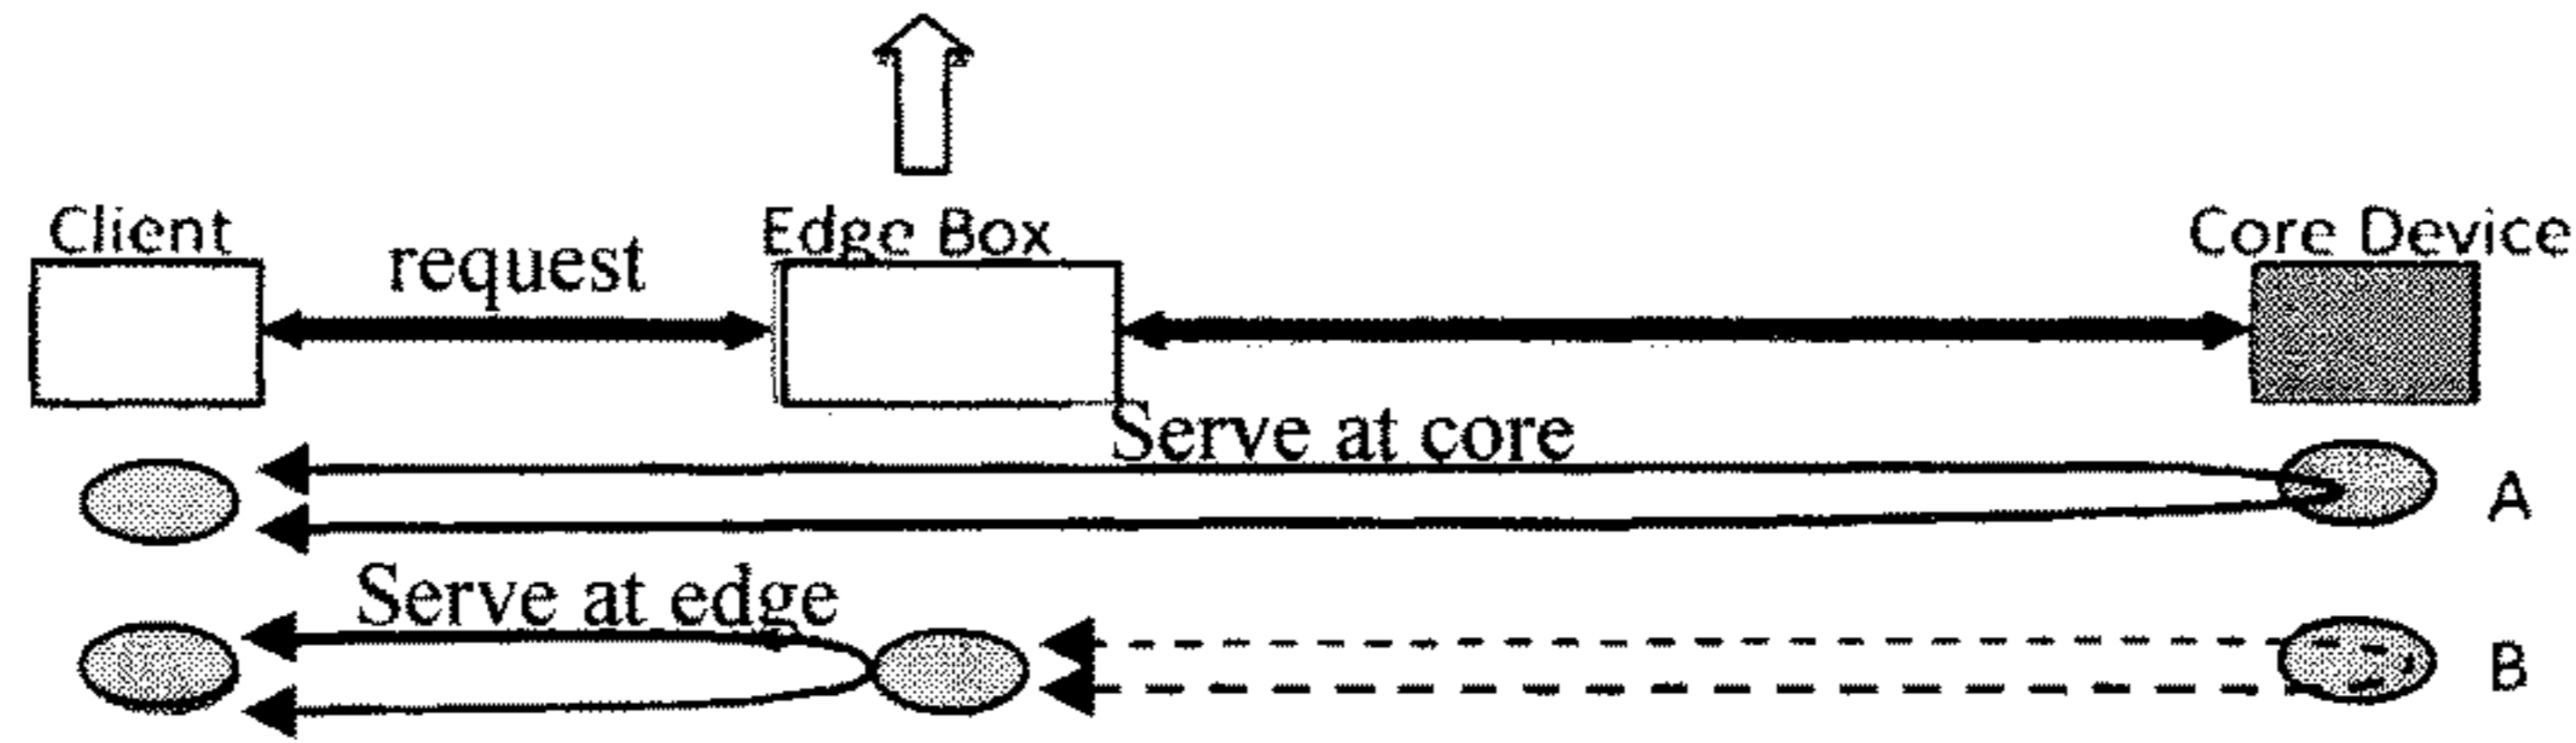 Client
request
Edge Box
Core Device
Serve at core
A
Serve at edge
B